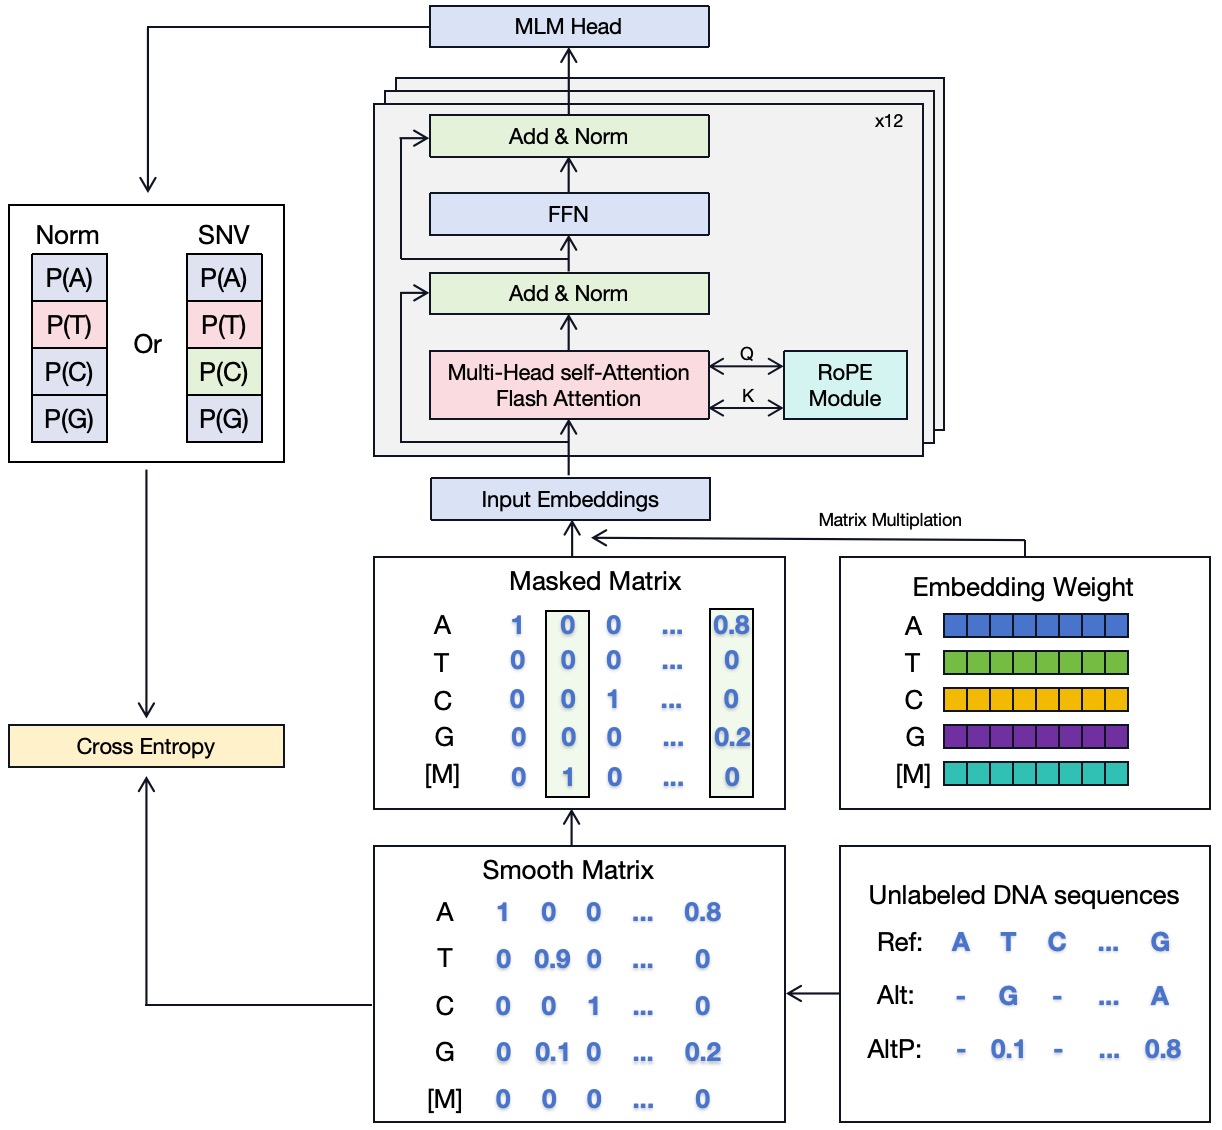 MLM Head
x12
Add & Norm
FFN
Add & Norm
Multi-Head self-Attention
Flash Attention
Q
K
RoPE
Module
Norm
SNV
P(A)
P(T)
P(C)
P(G)
Or
P(A)
P(T)
P(C)
P(G)
Input Embeddings
Matrix Multiplation
Masked Matrix
A 1 0 0 ... 0.8
T 0 0 0 ... 0
C 0 0 1 ... 0
G 0 0 0 ... 0.2
[M] 0 1 0 ... 0
Embedding Weight
A
T
C
G
[M]
Cross Entropy
Smooth Matrix
A 1 0 0 ... 0.8
T 0 0.9 0 ... 0
C 0 0 1 ... 0
G 0 0.1 0 ... 0.2
[M] 0 0 0 ... 0
Unlabeled DNA sequences
Ref: A T C ... G
Alt: - G - ... A
AltP: - 0.1 - ... 0.8